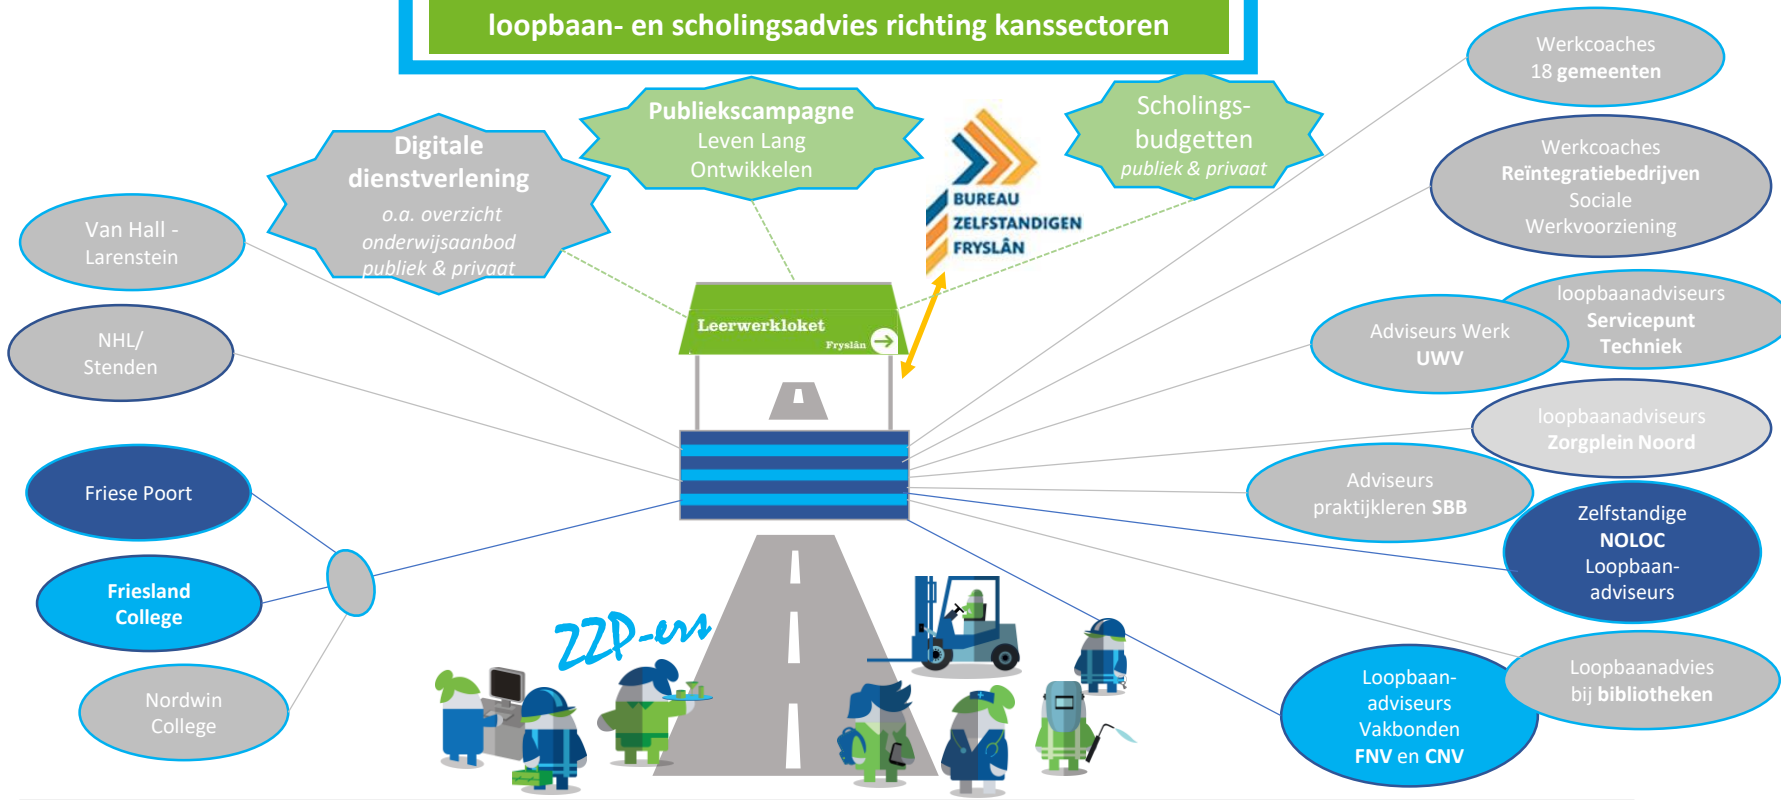 loopbaan- en scholingsadvies richting kanssectoren
Werkcoaches
18 gemeenten
Publiekscampagne
Leven Lang
Ontwikkelen
Scholings-
budgetten
publiek & privaat
Digitale
dienstverlening
o.a. overzicht
onderwijsaanbod
publiek & privaat
Werkcoaches
Reïntegratiebedrijven
Sociale
Werkvoorziening
BUREAU
ZELFSTANDIGEN
FRYSLÂN
Van Hall -
Larenstein
loopbaanadviseurs
Servicepunt
Techniek
Leerwerkloket
Fryslân
Adviseurs Werk
UWV
NHL/
Stenden
loopbaanadviseurs
Zorgplein Noord
Friese Poort
Adviseurs
praktijkleren SBB
Zelfstandige
NOLOC
Loopbaan-
adviseurs
Friesland
College
ZZP-ers
Nordwin
College
Loopbaan-
adviseurs
Vakbonden
FNV en CNV
Loopbaanadvies
bij bibliotheken